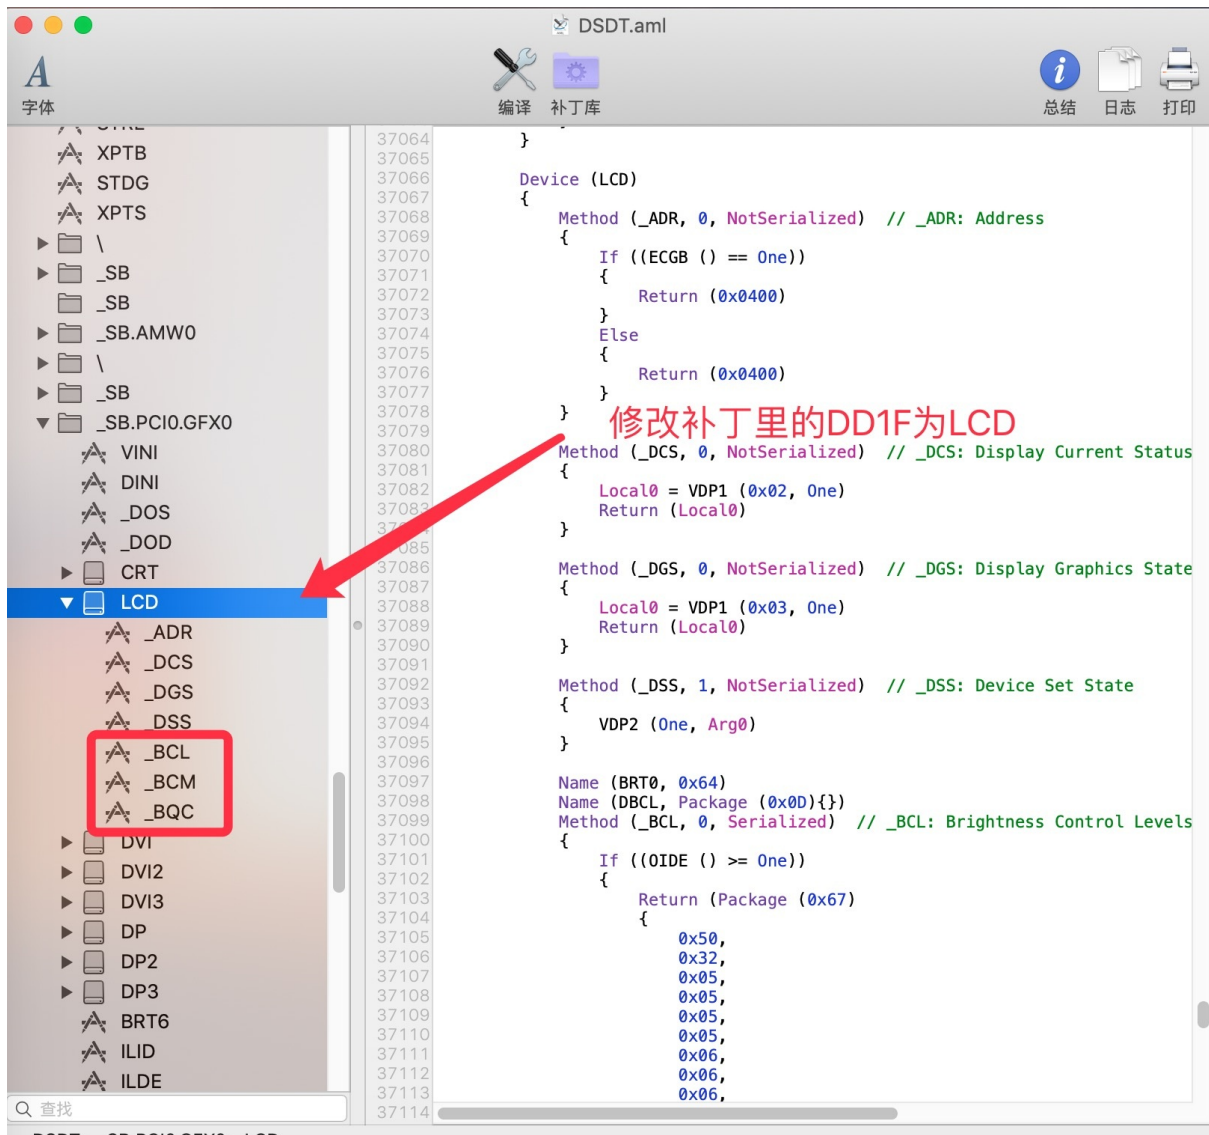 DSDT.aml
字体
编译
补丁库
总结
日志
打印
XPTB
STDG
XPTS
\
_SB
_SB
_SB.AMW0
\
_SB
_SB.PCI0.GFX0
VINI
DINI
_DOS
_DOD
CRT
LCD
_ADR
_DCS
_DGS
_DSS
_BCL
_BCM
_BQC
DVI
DVI2
DVI3
DP
DP2
DP3
BRT6
ILID
ILDE
查找
37064 }
37065
37066 Device (LCD)
37067 {
37068 Method (_ADR, 0, NotSerialized) // _ADR: Address
37069 {
37070 If ((ECGB () == One))
37071 {
37072 Return (0x0400)
37073 }
37074 Else
37075 {
37076 Return (0x0400)
37077 }
37078 }
修改补丁里的DD1F为LCD
37079
37080 Method (_DCS, 0, NotSerialized) // _DCS: Display Current Status
37081 {
37082 Local0 = VDP1 (0x02, One)
37083 Return (Local0)
37084 }
37085
37086 Method (_DGS, 0, NotSerialized) // _DGS: Display Graphics State
37087 {
37088 Local0 = VDP1 (0x03, One)
37089 Return (Local0)
37090 }
37091
37092 Method (_DSS, 1, NotSerialized) // _DSS: Device Set State
37093 {
37094 VDP2 (One, Arg0)
37095 }
37096
37097 Name (BRT0, 0x64)
37098 Name (DBCL, Package (0x0D){})
37099 Method (_BCL, 0, Serialized) // _BCL: Brightness Control Levels
37100 {
37101 If ((OIDE () >= One))
37102 {
37103 Return (Package (0x67)
37104 {
37105 0x50,
37106 0x32,
37107 0x05,
37108 0x05,
37109 0x05,
37110 0x05,
37111 0x06,
37112 0x06,
37113 0x06,
37114